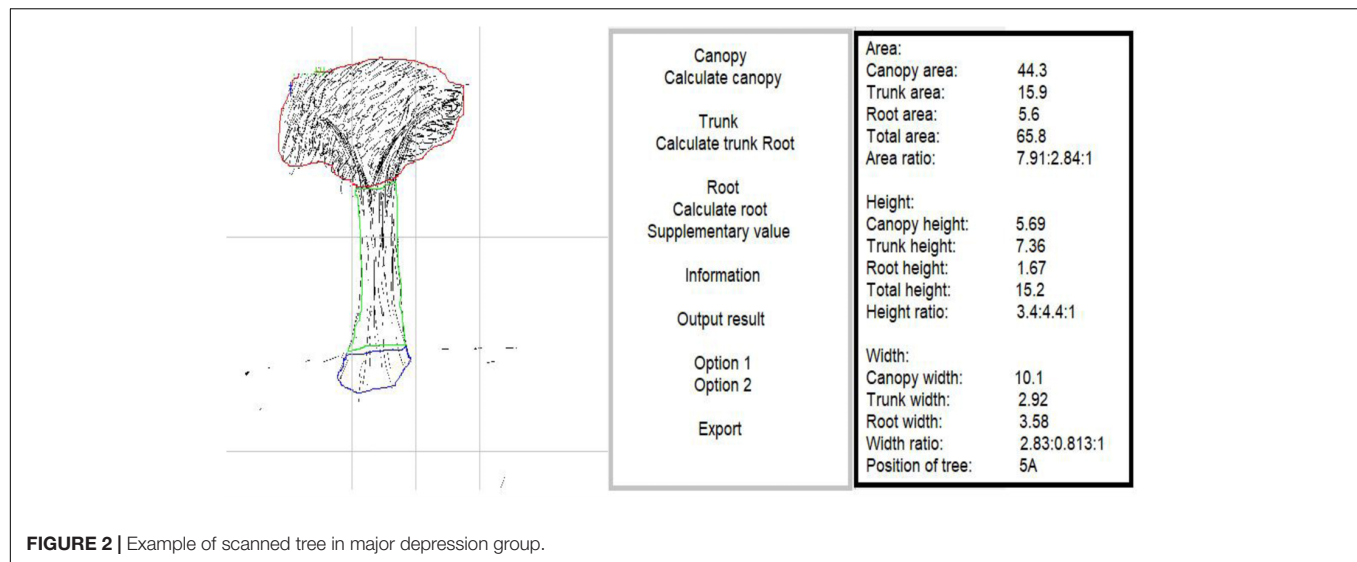 Canopy
Calculate canopy
Trunk
Calculate trunk Root
Root
Calculate root
Supplementary value
Information
Output result
Option 1
Option 2
Export
Area:
Canopy area: 44.3
Trunk area: 15.9
Root area: 5.6
Total area: 65.8
Area ratio: 7.91:2.84:1
Height:
Canopy height: 5.69
Trunk height: 7.36
Root height: 1.67
Total height: 15.2
Height ratio: 3.4:4.4:1
Width:
Canopy width: 10.1
Trunk width: 2.92
Root width: 3.58
Width ratio: 2.83:0.813:1
Position of tree: 5A
FIGURE 2 | Example of scanned tree in major depression group.